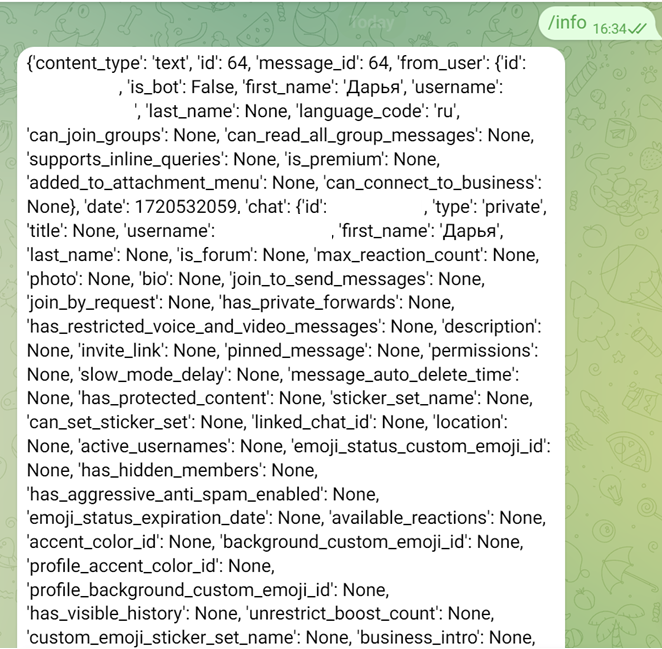 Today
/info 16:34
{'content_type': 'text', 'id': 64, 'message_id': 64, 'from_user': {'id':
, 'is_bot': False, 'first_name': 'Дарья', 'username':
', 'last_name': None, 'language_code': 'ru',
'can_join_groups': None, 'can_read_all_group_messages': None,
'supports_inline_queries': None, 'is_premium': None,
'added_to_attachment_menu': None, 'can_connect_to_business':
None}, 'date': 1720532059, 'chat': {'id': , 'type': 'private',
'title': None, 'username': , 'first_name': 'Дарья',
'last_name': None, 'is_forum': None, 'max_reaction_count': None,
'photo': None, 'bio': None, 'join_to_send_messages': None,
'join_by_request': None, 'has_private_forwards': None,
'has_restricted_voice_and_video_messages': None, 'description':
None, 'invite_link': None, 'pinned_message': None, 'permissions':
None, 'slow_mode_delay': None, 'message_auto_delete_time':
None, 'has_protected_content': None, 'sticker_set_name': None,
'can_set_sticker_set': None, 'linked_chat_id': None, 'location':
None, 'active_usernames': None, 'emoji_status_custom_emoji_id':
None, 'has_hidden_members': None,
'has_aggressive_anti_spam_enabled': None,
'emoji_status_expiration_date': None, 'available_reactions': None,
'accent_color_id': None, 'background_custom_emoji_id': None,
'profile_accent_color_id': None,
'profile_background_custom_emoji_id': None,
'has_visible_history': None, 'unrestrict_boost_count': None,
'custom_emoji_sticker_set_name': None, 'business_intro': None,